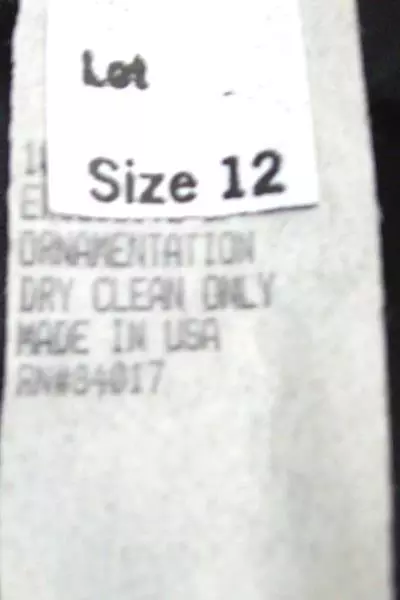 Lot
Size 12
ORNAMENTATION
DRY CLEAN ONLY
MADE IN USA
RN#84017